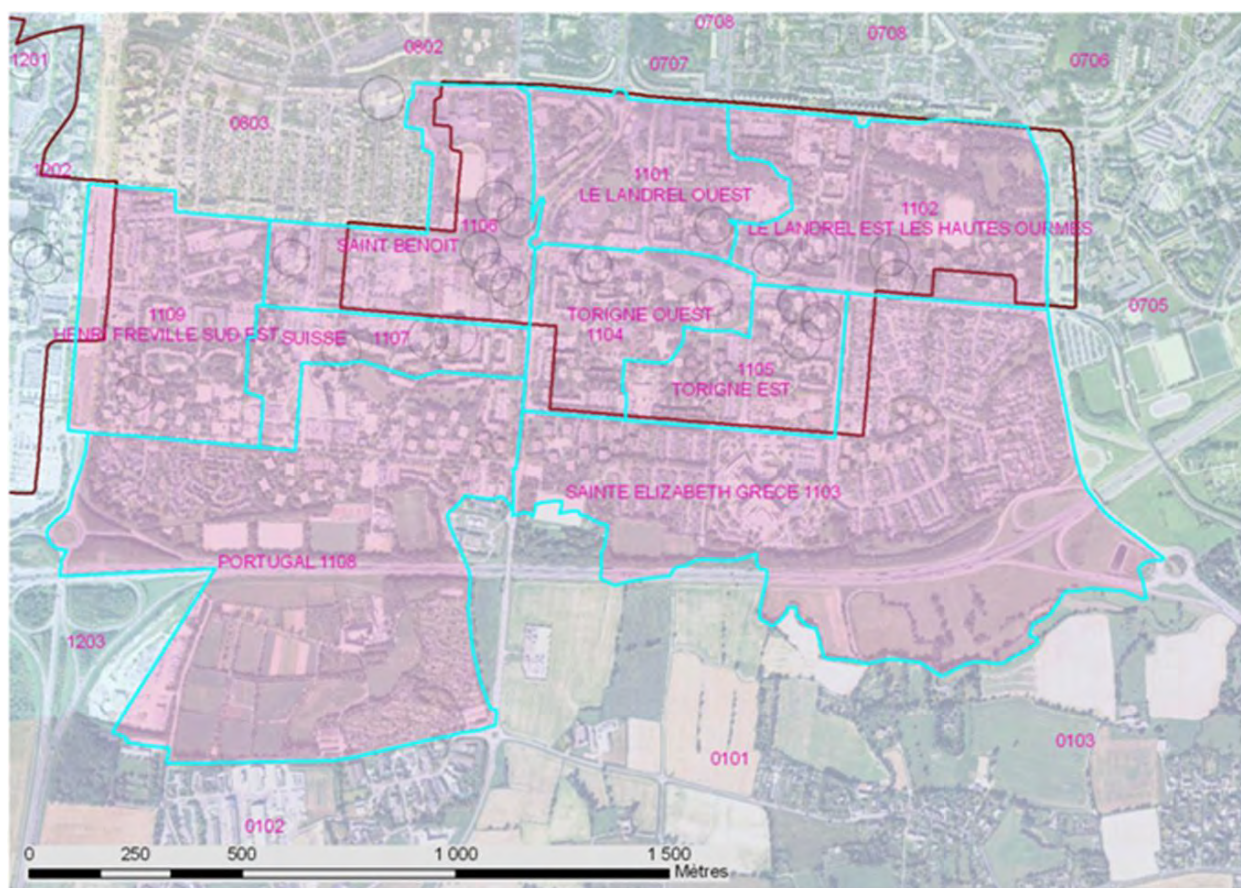 0708
0708
0802
1201
0707
0706
0603
1202
1101
LE LANDREL OUEST
1102
LE LANDREL EST LES HAUTES OURMES
1106
SAINT BENOIT
0705
1109
HENRI FREVILLE SUD EST
SUISSE 1107
TORIGNE OUEST
1104
1105
TORIGNE EST
SAINTE ELIZABETH GRECE 1103
PORTUGAL 1108
1203
0101
0103
0102
0 250 500 1 000 1 500
Mètres